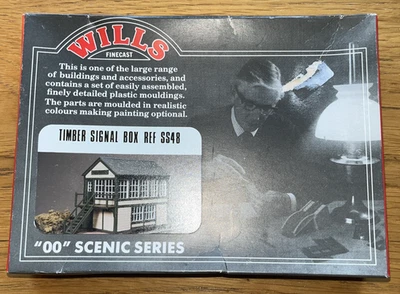 WILLS
FINECAST
This is one of the large range
of buildings and accessories, and
contains a set of easily assembled,
finely detailed plastic mouldings.
The parts are moulded in realistic
colours making painting optional.
TIMBER SIGNAL BOX REF SS48
"00" SCENIC SERIES